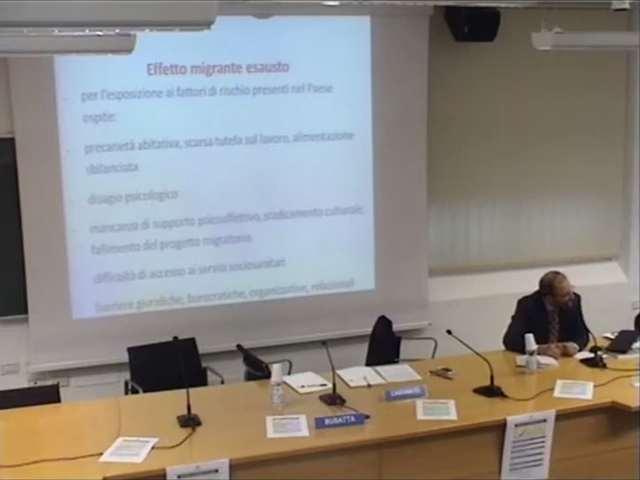 Effetto migrante esausto
per l'esposizione ai fattori di rischio presenti nel Paese
ospite:
precarietà abitativa, scarsa tutela sul lavoro, alimentazione
sbilanciata
disagio psicologico
mancanza di supporto psicoaffettivo, sradicamento culturale,
fallimento del progetto migratorio
difficoltà di accesso ai servizi sociosanitari
barriere giuridiche, burocratiche, organizzative, relazionali
BUSATTA